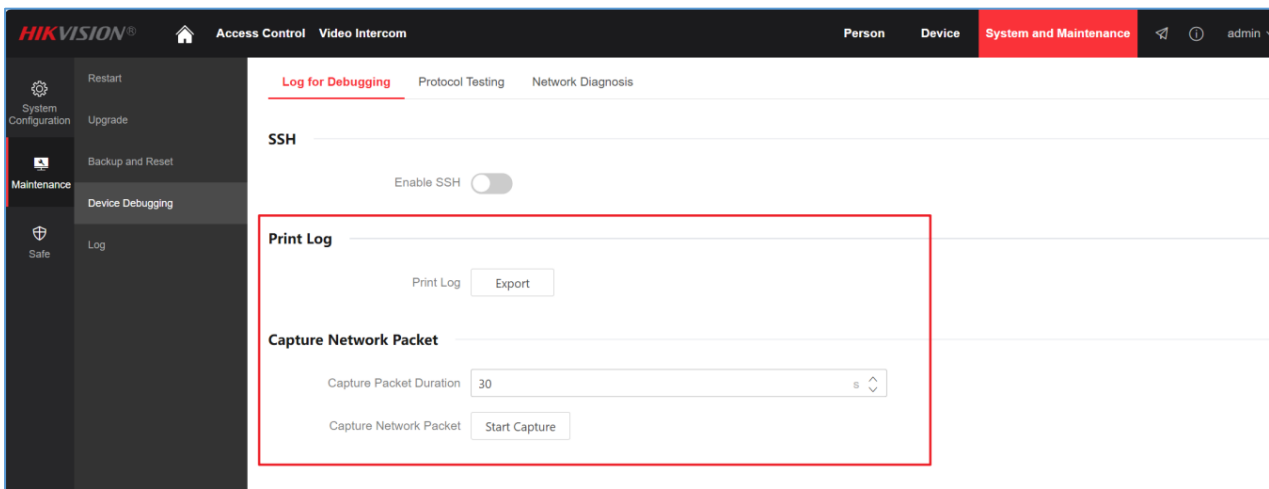 HIKVISION® Access Control Video Intercom Person Device System and Maintenance admin
System Configuration
Maintenance
Safe
Restart
Upgrade
Backup and Reset
Device Debugging
Log
Log for Debugging Protocol Testing Network Diagnosis
SSH
Enable SSH
Print Log
Print Log Export
Capture Network Packet
Capture Packet Duration 30 s
Capture Network Packet Start Capture